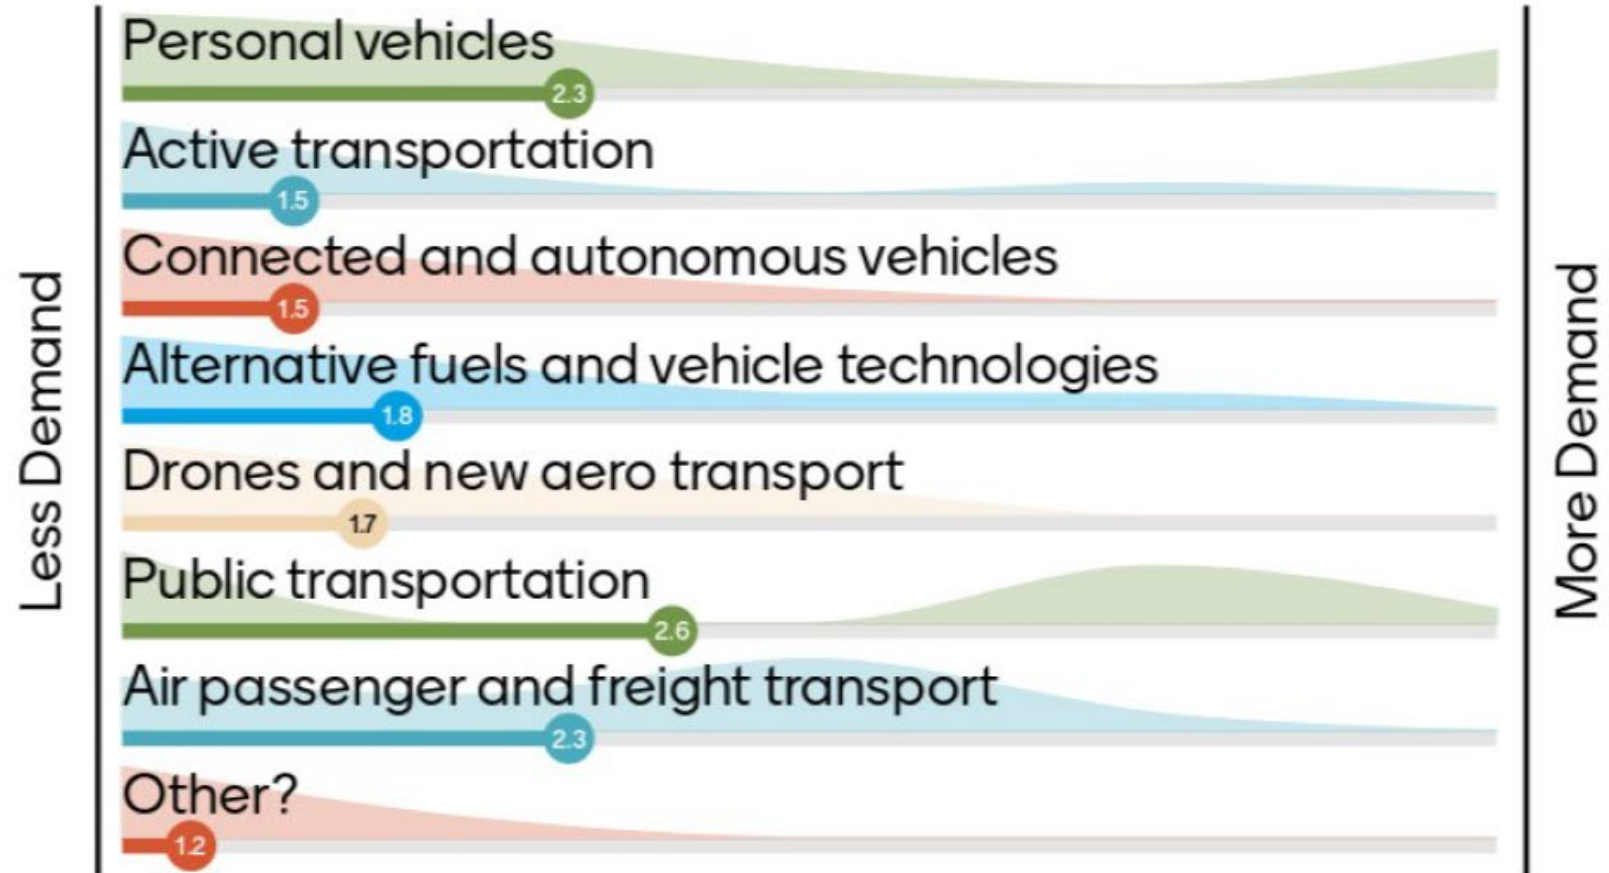 Less Demand
Personal vehicles
2.3
Active transportation
1.5
Connected and autonomous vehicles
1.5
Alternative fuels and vehicle technologies
1.8
Drones and new aero transport
1.7
Public transportation
2.6
Air passenger and freight transport
2.3
Other?
1.2
More Demand